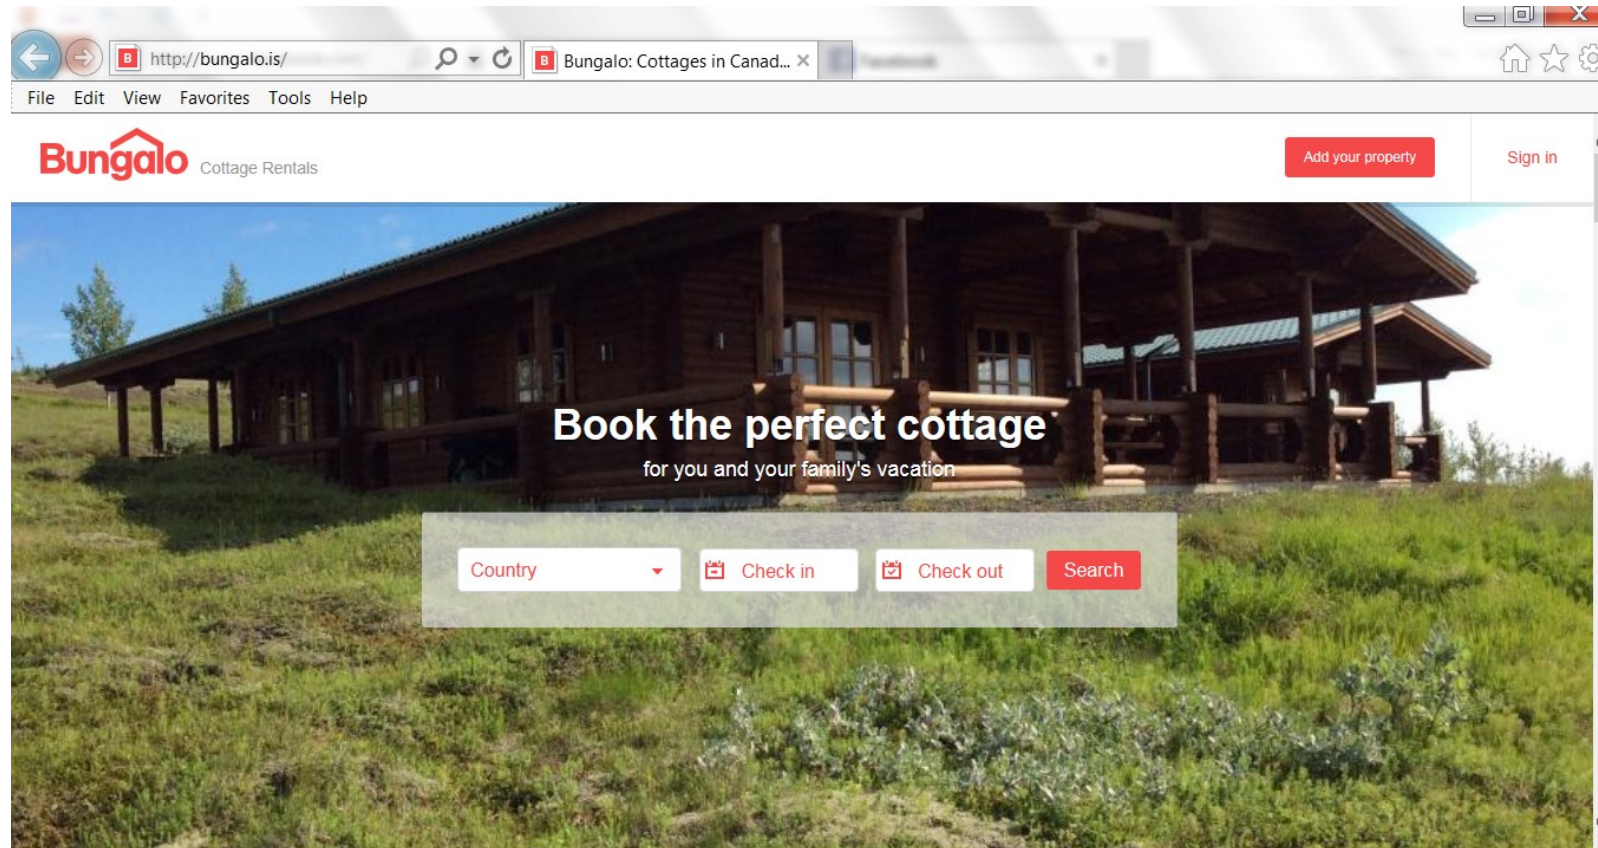 http://bungalo.is/
Bungalo: Cottages in Canad...
File Edit View Favorites Tools Help
Bungalo Cottage Rentals
Add your property
Sign in
Book the perfect cottage
for you and your family's vacation
Country
Check in
Check out
Search